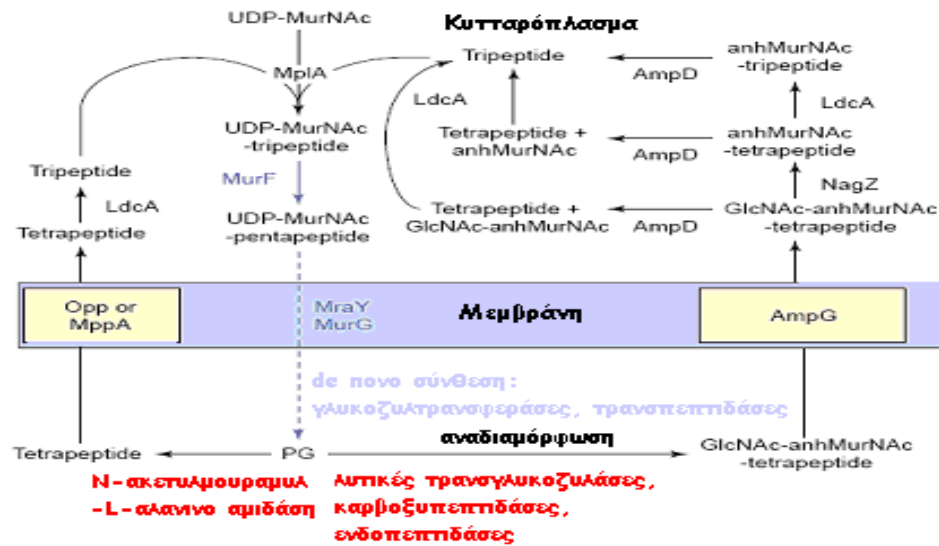 UDP-MurNAc
Κυτταρόπλασμα
MplA
Tripeptide
AmpD
anhMurNAc
-tripeptide
LdcA
LdcA
UDP-MurNAc
-tripeptide
Tetrapeptide +
anhMurNAc
AmpD
anhMurNAc
-tetrapeptide
Tripeptide
MurF
NagZ
LdcA
UDP-MurNAc
-pentapeptide
Tetrapeptide +
GlcNAc-anhMurNAc
AmpD
GlcNAc-anhMurNAc
-tetrapeptide
Tetrapeptide
Opp or
MppA
MraY
MurG
Μεμβράνη
AmpG
de novo σύνθεση:
γλυκοζυλτρανσφεράσες, τρανσπεπτιδάσες
αναδιαμόρφωση
Tetrapeptide
PG
GlcNAc-anhMurNAc
-tetrapeptide
Ν-ακετυλμουραμυλ
-L-αλανινο αμιδάση
λυτικές τρανσγλυκοζυλάσες,
καρβοξυπεπτιδάσες,
ενδοπεπτιδάσες